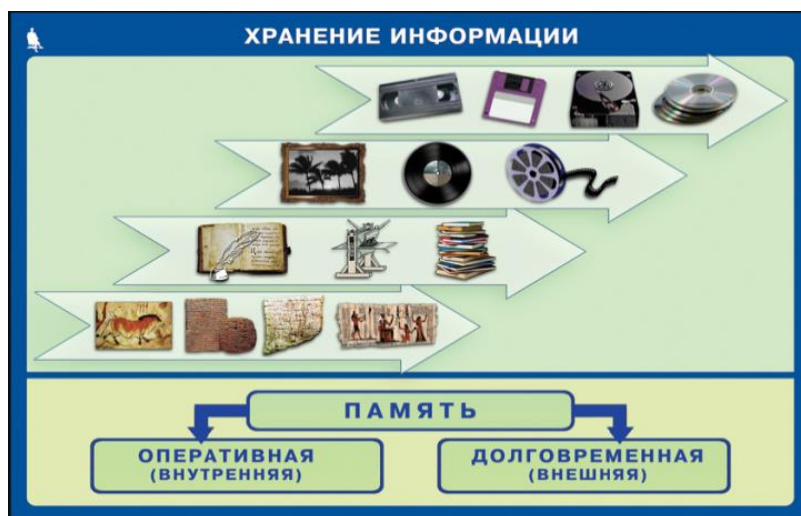 ХРАНЕНИЕ ИНФОРМАЦИИ
ПАМЯТЬ
ОПЕРАТИВНАЯ
(ВНУТРЕННЯЯ)
ДОЛГОВРЕМЕННАЯ
(ВНЕШНЯЯ)